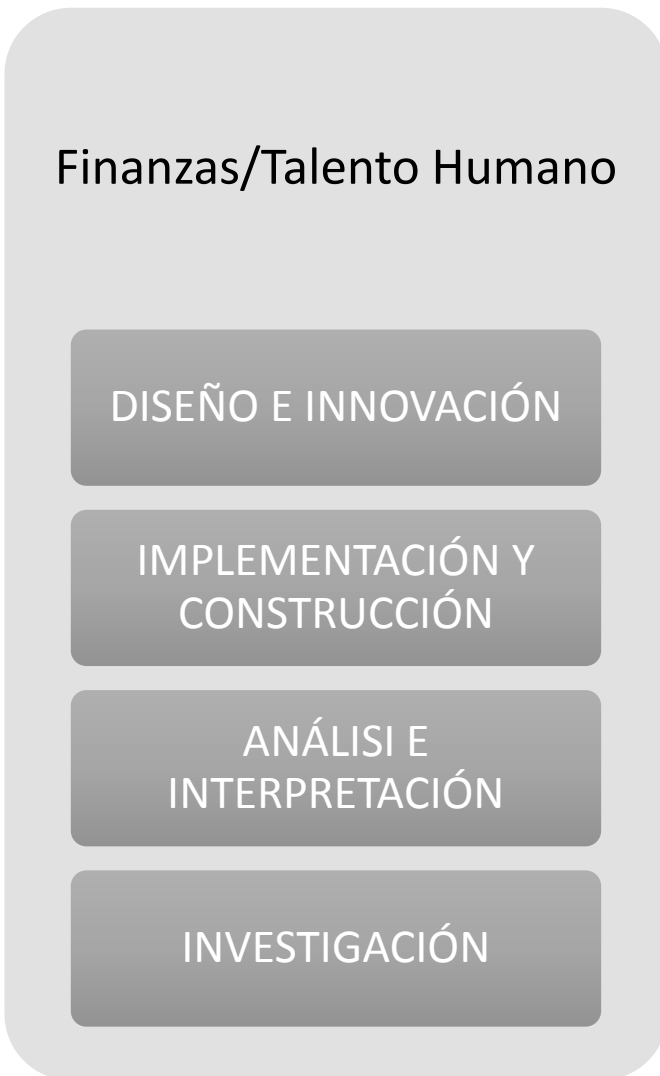 Finanzas/Talento Humano
DISEÑO E INNOVACIÓN
IMPLEMENTACIÓN Y
CONSTRUCCIÓN
ANÁLISI E
INTERPRETACIÓN
INVESTIGACIÓN